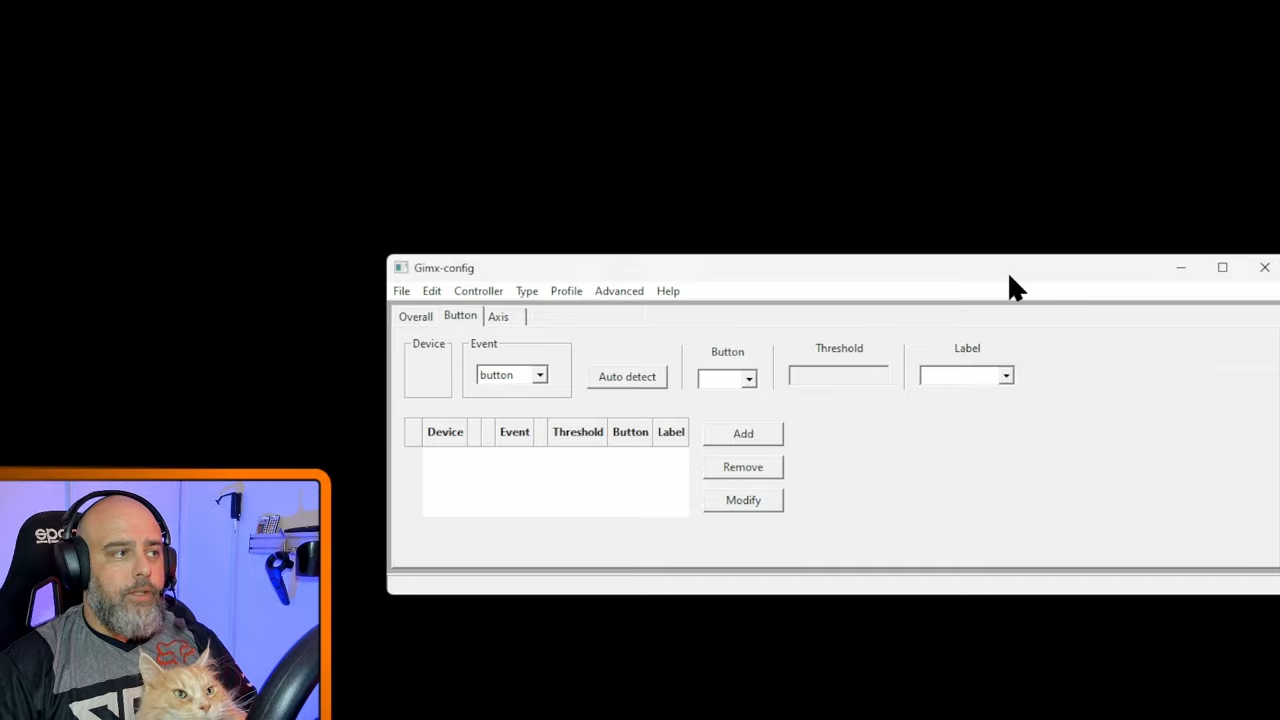 Gimx-config
File Edit Controller Type Profile Advanced Help
Overall Button Axis
Device Event Button Threshold Label
button Auto detect
Device Event Threshold Button Label
Add
Remove
Modify